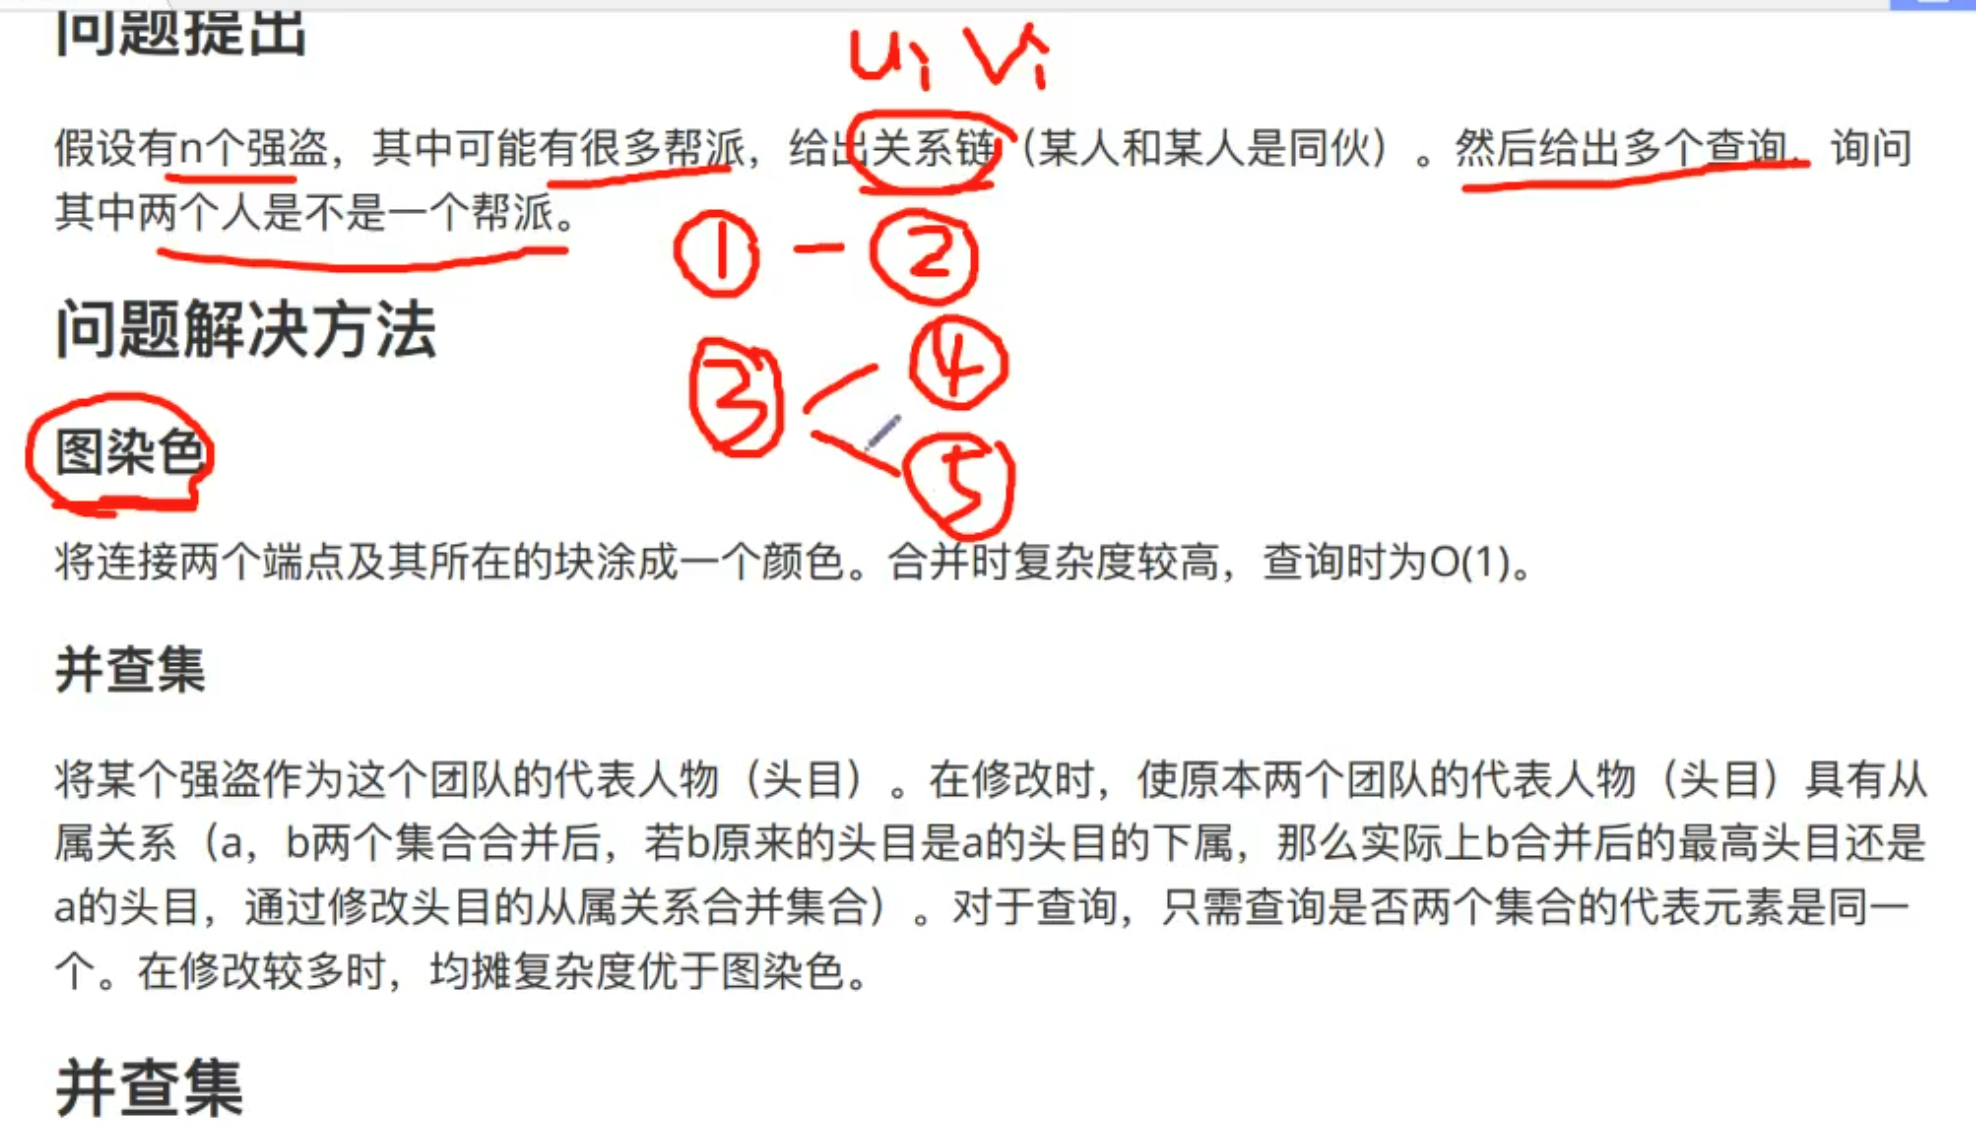 问题提出
u_i v_i
假设有n个强盗，其中可能有很多帮派，给出关系链（某人和某人是同伙）。然后给出多个查询，询问
其中两个人是不是一个帮派。
① - ②
问题解决方法
③ ④
图染色
⑤
将连接两个端点及其所在的块涂成一个颜色。合并时复杂度较高，查询时为O(1)。
并查集
将某个强盗作为这个团队的代表人物（头目）。在修改时，使原本两个团队的代表人物（头目）具有从
属关系（a，b两个集合合并后，若b原来的头目是a的头目的下属，那么实际上b合并后的最高头目还是
a的头目，通过修改头目的从属关系合并集合）。对于查询，只需查询是否两个集合的代表元素是同一
个。在修改较多时，均摊复杂度优于图染色。
并查集